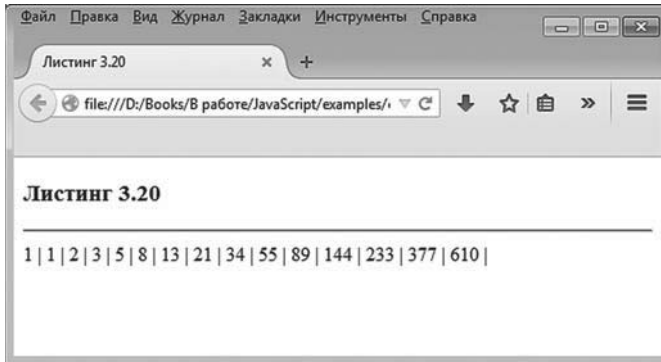 Файл Правка Вид Журнал Закладки Инструменты Справка
Листинг 3.20
file:///D:/Books/В работе/JavaScript/examples/
Листинг 3.20
1 | 1 | 2 | 3 | 5 | 8 | 13 | 21 | 34 | 55 | 89 | 144 | 233 | 377 | 610 |